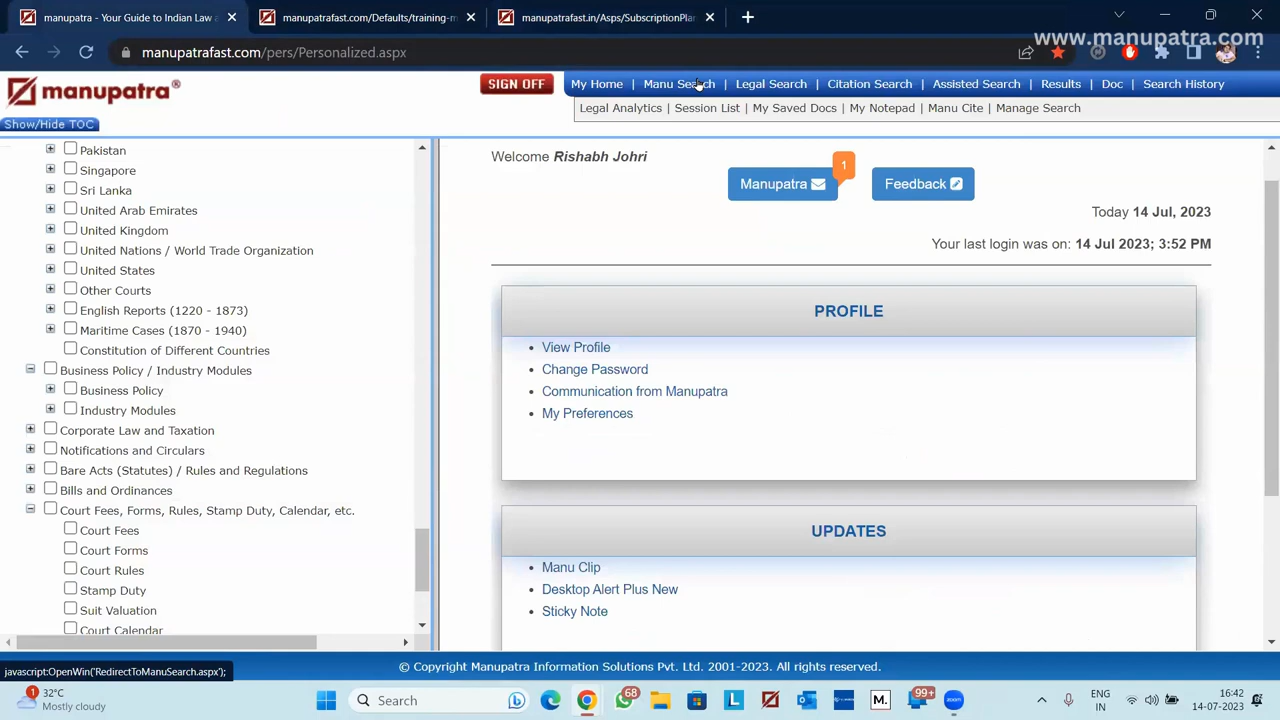 manupatra - Your Guide to Indian Law a
manupatrafast.com/Defaults/training-m
manupatrafast.in/Asps/SubscriptionPlan
manupatrafast.com/pers/Personalized.aspx
www.manupatra.com
manupatra®
SIGN OFF
My Home | Manu Search | Legal Search | Citation Search | Assisted Search | Results | Doc | Search History
Legal Analytics | Session List | My Saved Docs | My Notepad | Manu Cite | Manage Search
Show/Hide TOC
Pakistan
Singapore
Sri Lanka
United Arab Emirates
United Kingdom
United Nations / World Trade Organization
United States
Other Courts
English Reports (1220 - 1873)
Maritime Cases (1870 - 1940)
Constitution of Different Countries
Business Policy / Industry Modules
Business Policy
Industry Modules
Corporate Law and Taxation
Notifications and Circulars
Bare Acts (Statutes) / Rules and Regulations
Bills and Ordinances
Court Fees, Forms, Rules, Stamp Duty, Calendar, etc.
Court Fees
Court Forms
Court Rules
Stamp Duty
Suit Valuation
Court Calendar
Welcome Rishabh Johri
Manupatra
1
Feedback
Today 14 Jul, 2023
Your last login was on: 14 Jul 2023; 3:52 PM
PROFILE
View Profile
Change Password
Communication from Manupatra
My Preferences
UPDATES
Manu Clip
Desktop Alert Plus New
Sticky Note
javascript:OpenWin('RedirectToManuSearch.aspx');
© Copyright Manupatra Information Solutions Pvt. Ltd. 2001-2023. All rights reserved.
1
32°C
Mostly cloudy
Search
68
L
M.
99+
ENG
IN
16:42
14-07-2023